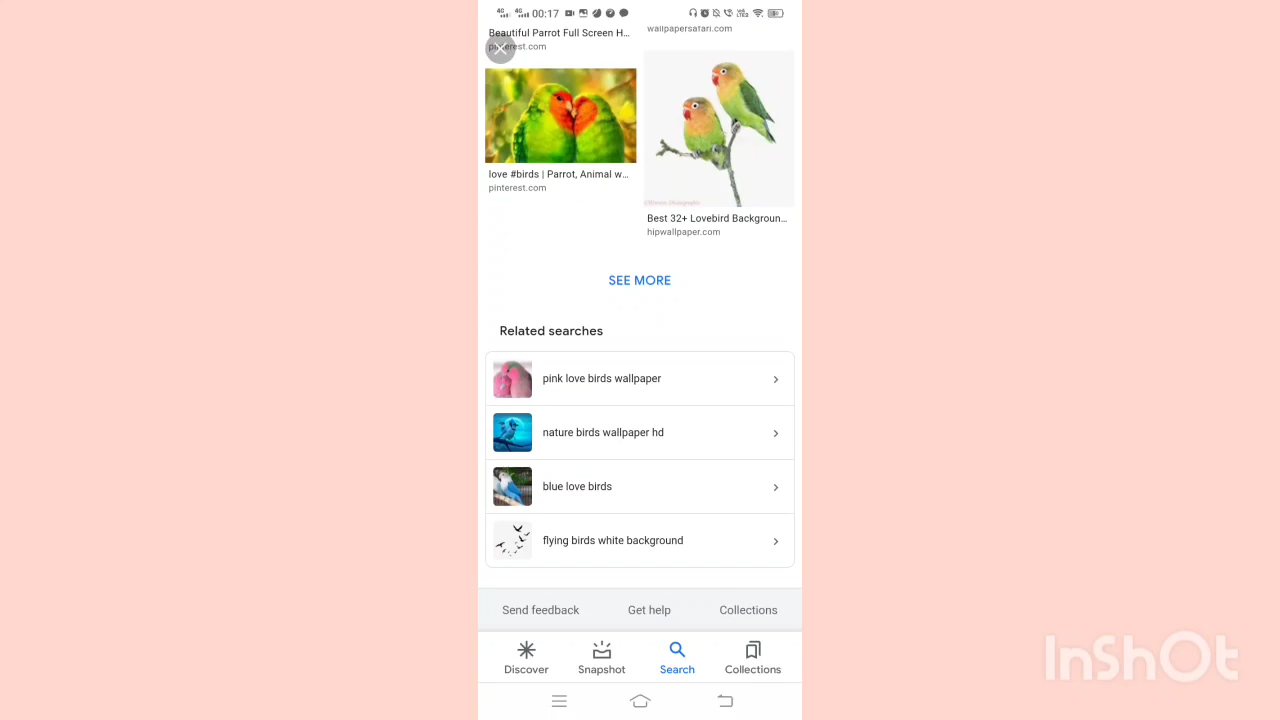 4G 4G 00:17
Beautiful Parrot Full Screen H...
pinterest.com
wallpapersafari.com
love #birds | Parrot, Animal w...
pinterest.com
Best 32+ Lovebird Backgroun...
hipwallpaper.com
SEE MORE
Related searches
pink love birds wallpaper
nature birds wallpaper hd
blue love birds
flying birds white background
Send feedback
Get help
Collections
Discover
Snapshot
Search
Collections
InShOt